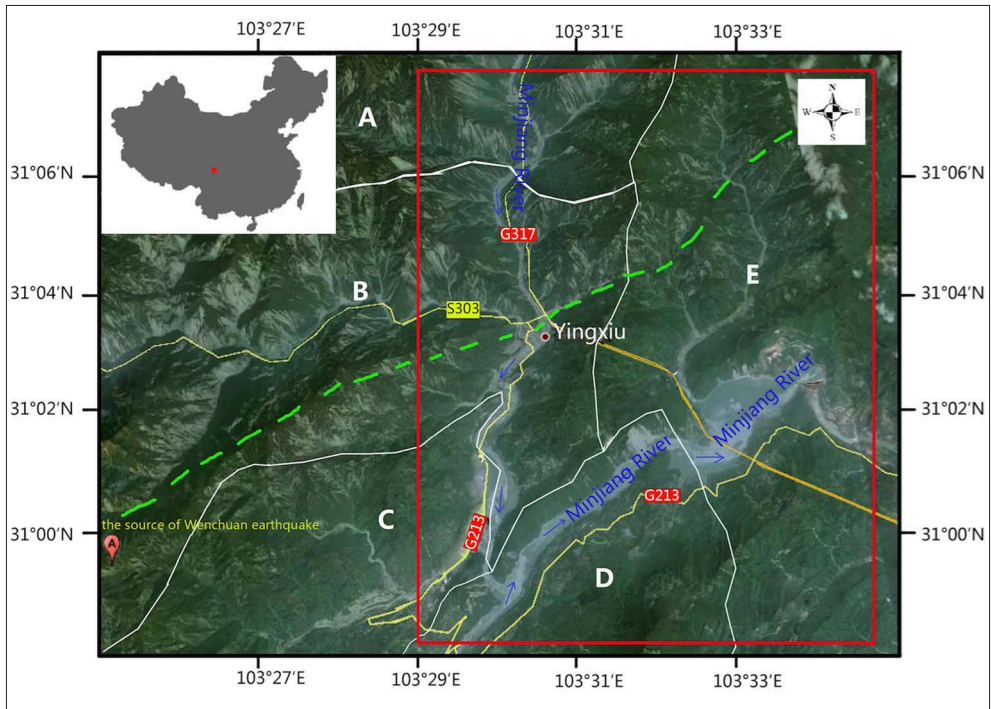 103°27′E 103°29′E 103°31′E 103°33′E
N
W E
S
A
Minjiang River
31°06′N 31°06′N
G317
E
B
S303
31°04′N 31°04′N
Yingxiu
Minjiang River
31°02′N 31°02′N
Minjiang River
G213
the source of Wenchuan earthquake
C
G213
31°00′N 31°00′N
A
D
103°27′E 103°29′E 103°31′E 103°33′E